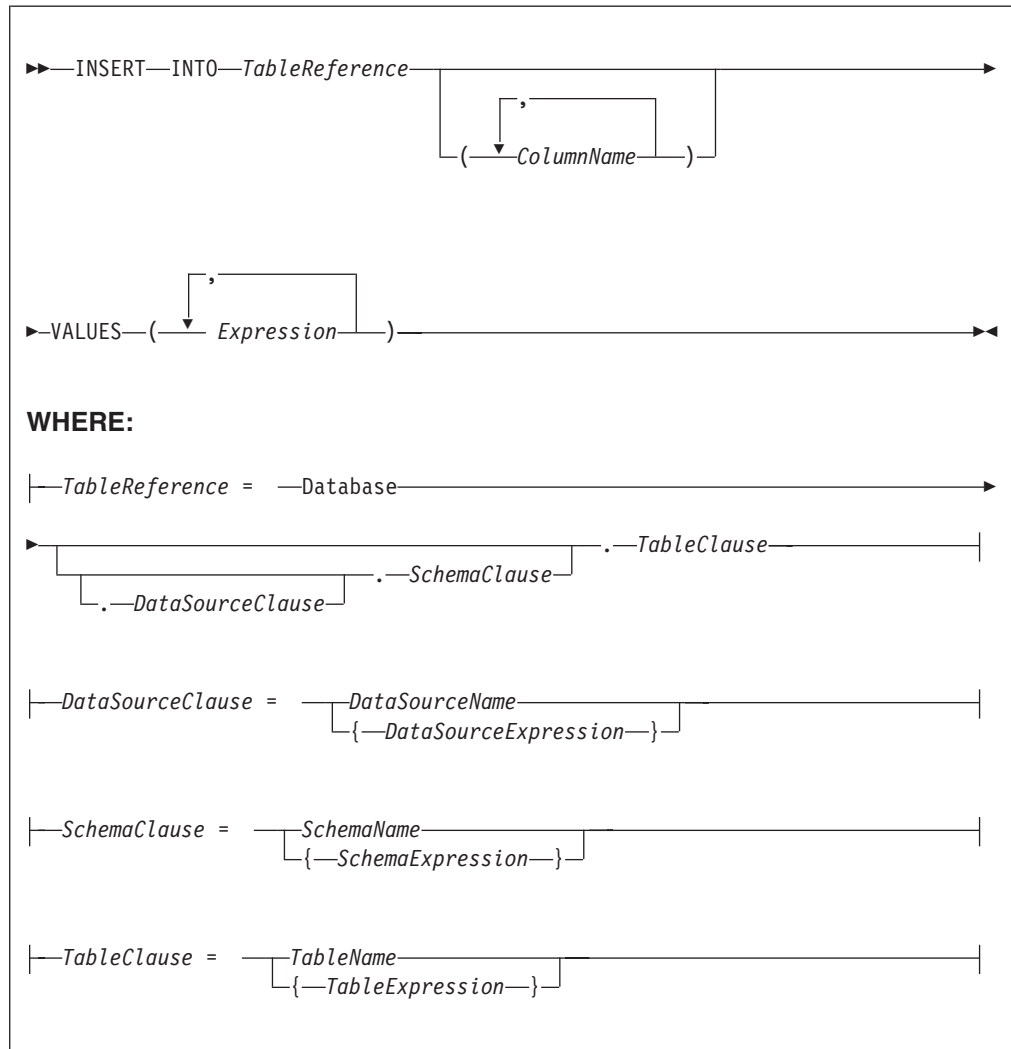 INSERT INTO TableReference
,
( ColumnName )
,
VALUES ( Expression )
WHERE:
TableReference = Database
. TableClause
. SchemaClause
. DataSourceClause
DataSourceClause = DataSourceName
{ DataSourceExpression }
SchemaClause = SchemaName
{ SchemaExpression }
TableClause = TableName
{ TableExpression }